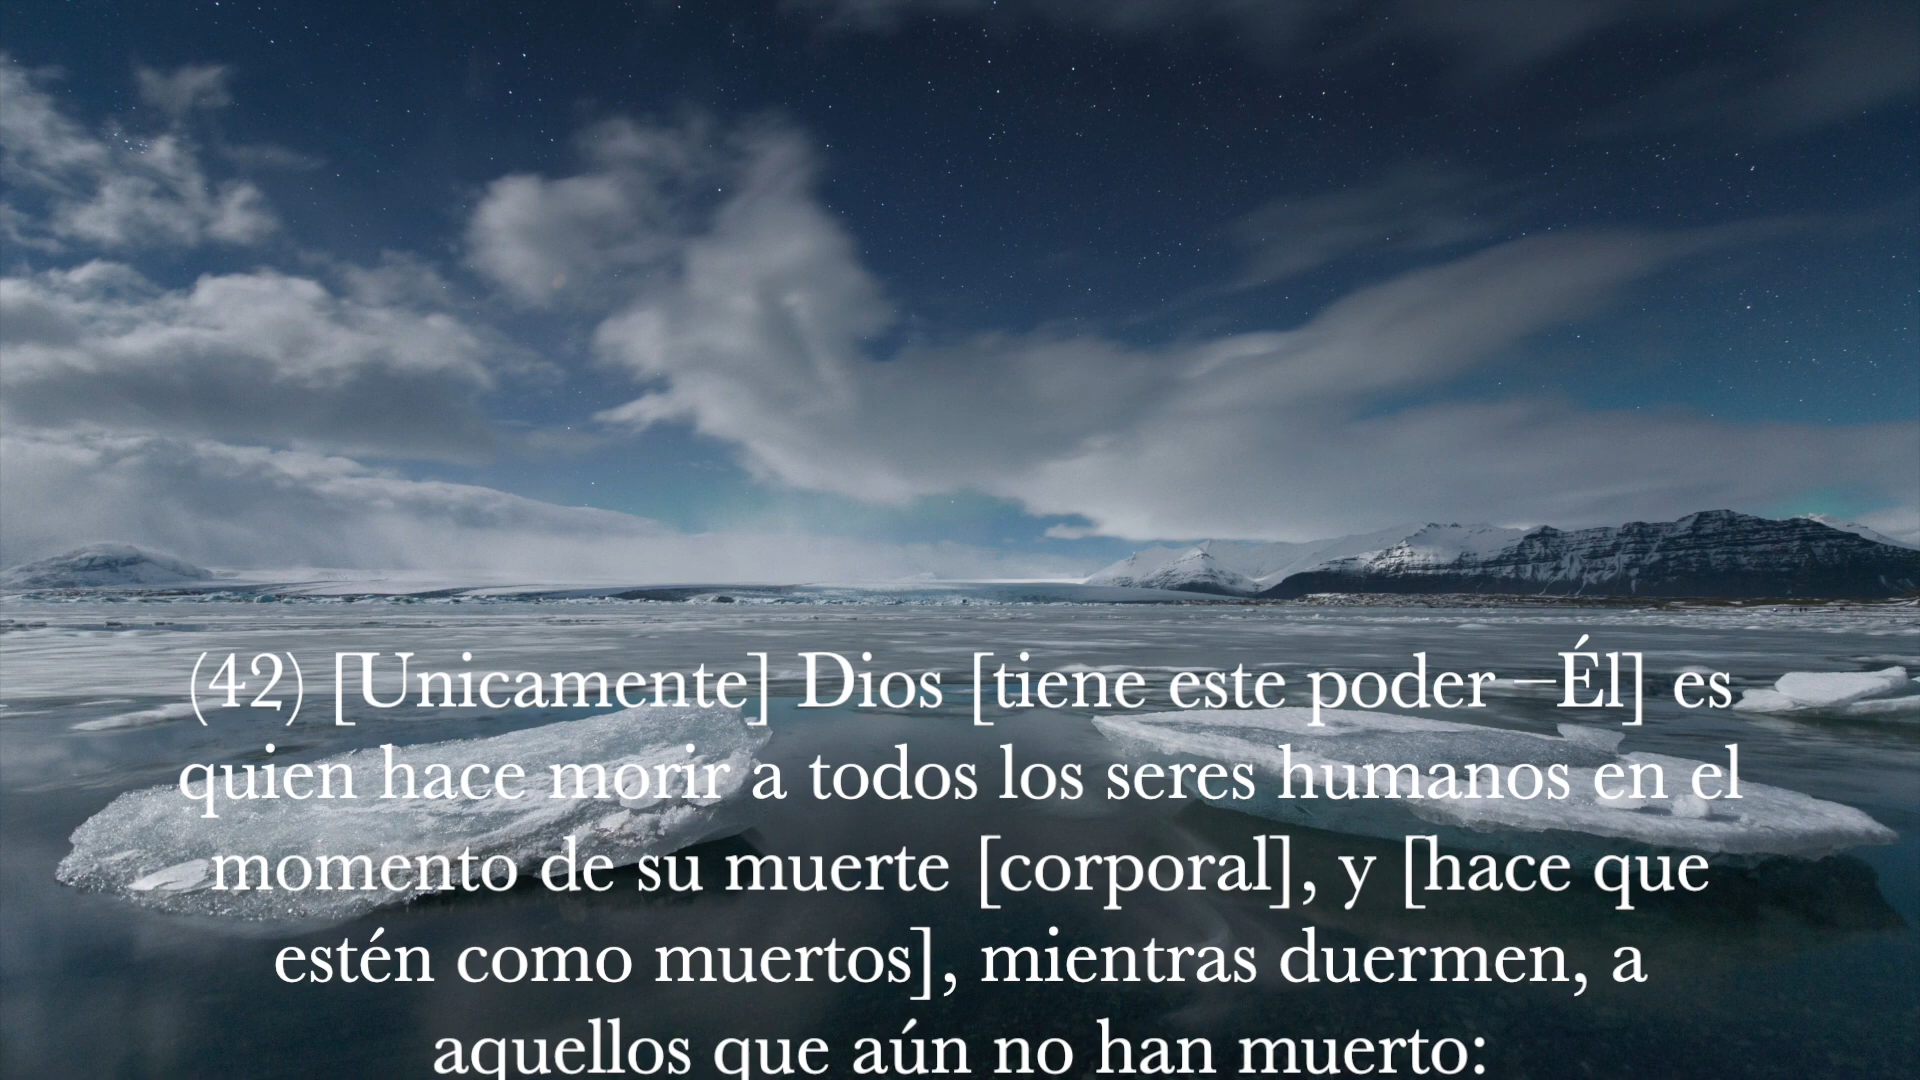 (42) [Unicamente] Dios [tiene este poder —Él] es
quien hace morir a todos los seres humanos en el
momento de su muerte [corporal], y [hace que
estén como muertos], mientras duermen, a
aquellos que aún no han muerto: